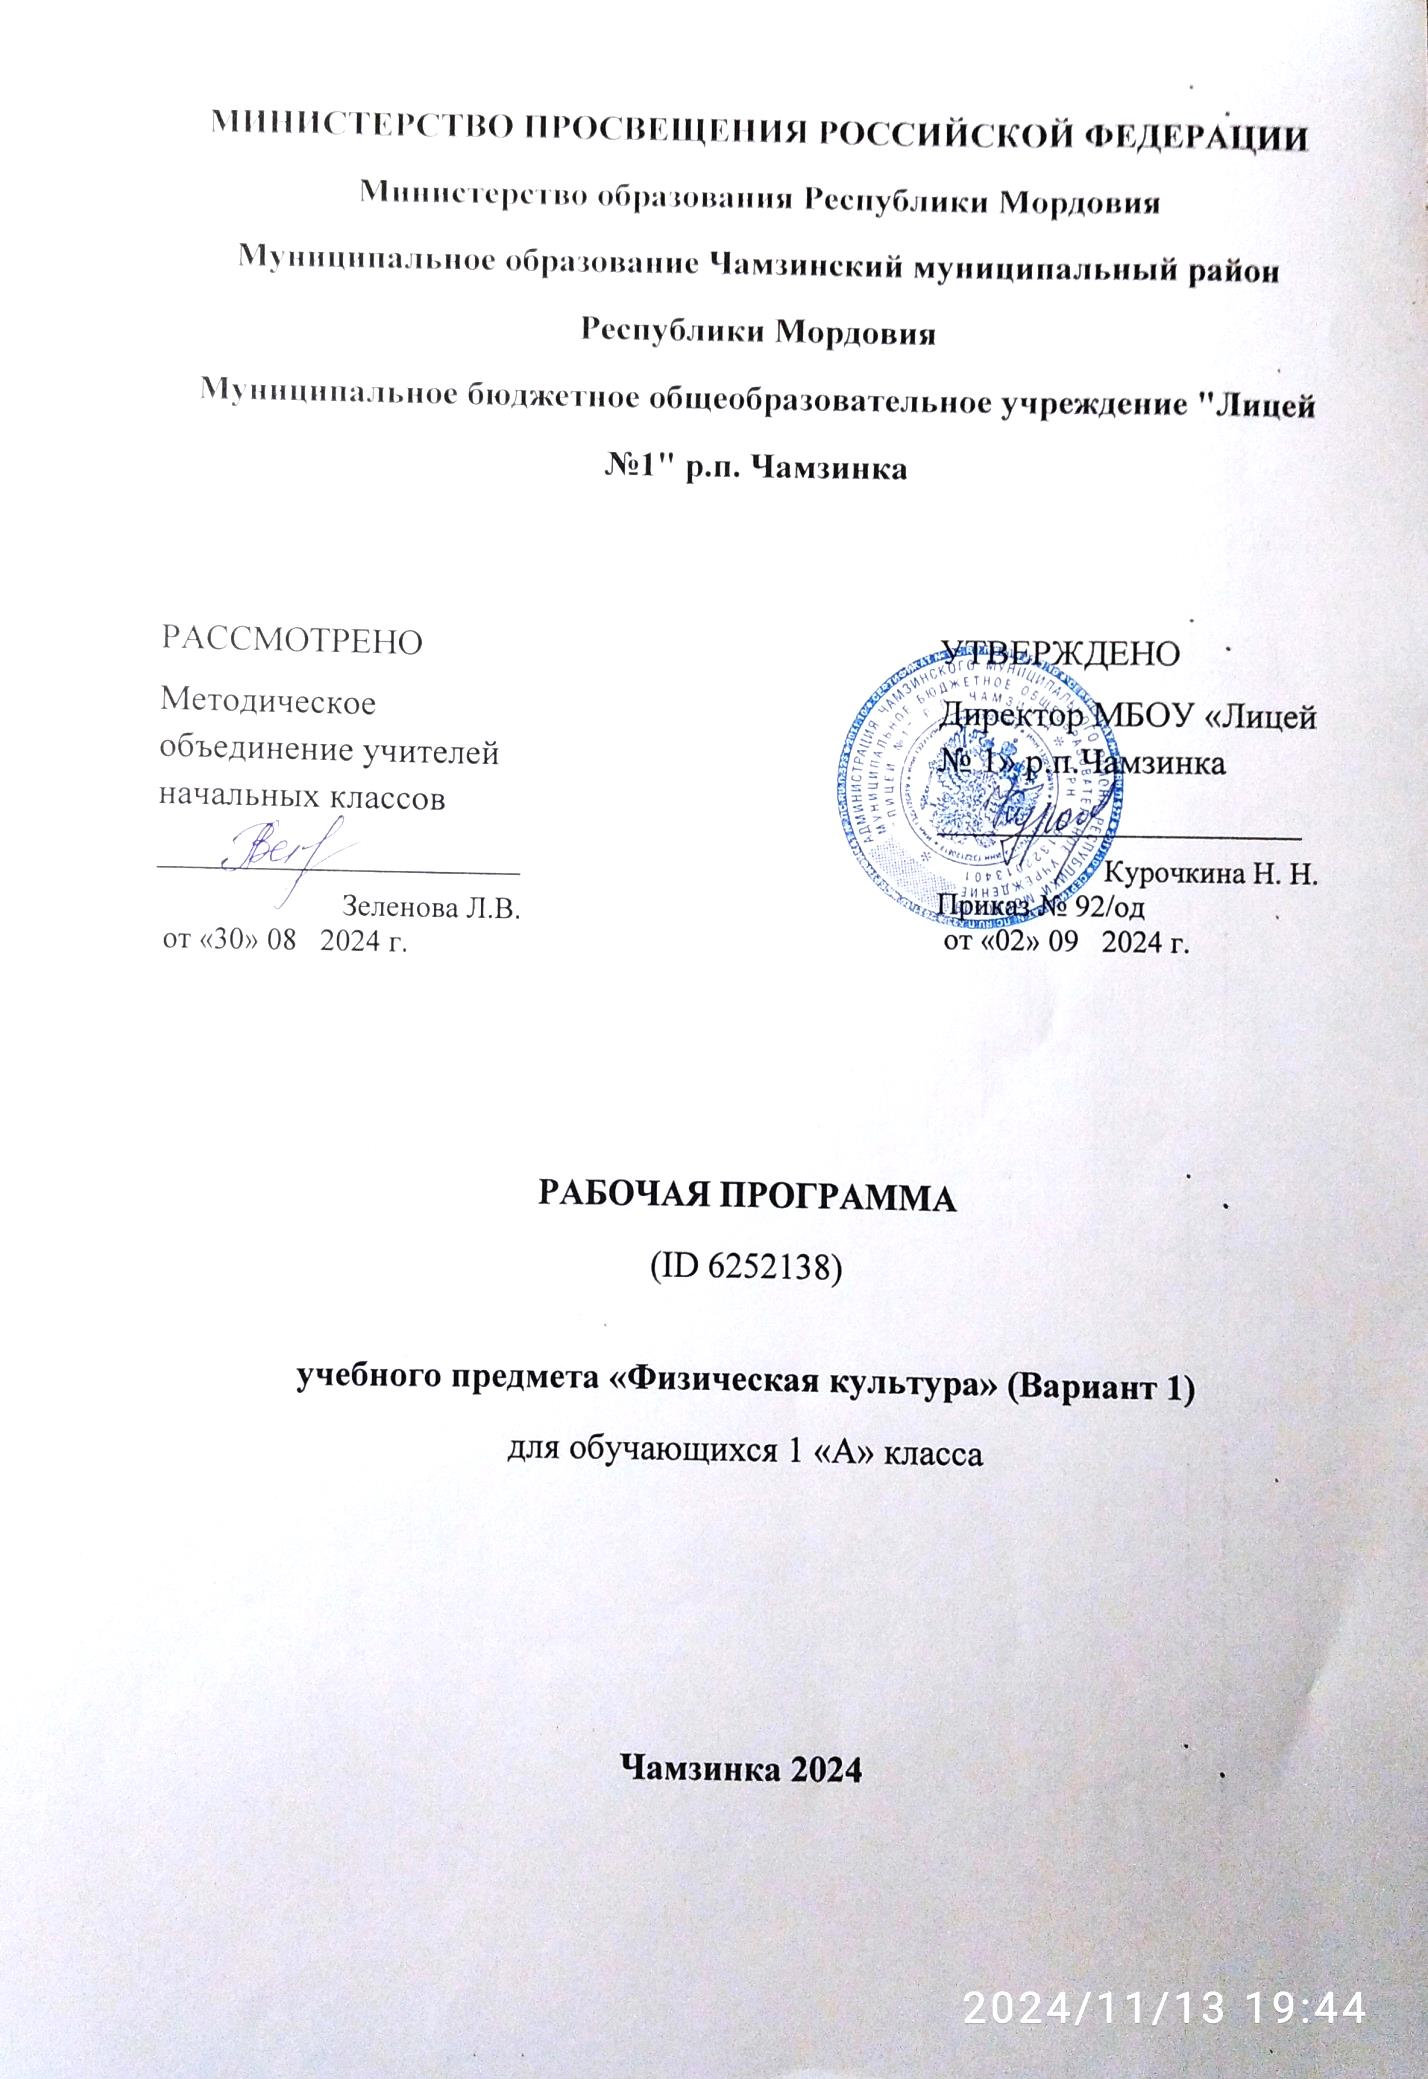 МИНИСТЕРСТВО ПРОСВЕЩЕНИЯ РОССИЙСКОЙ ФЕДЕРАЦИИ
Министерство образования Республики Мордовия
Муниципальное образование Чамзинский муниципальный район
Республики Мордовия
Муниципальное бюджетное общеобразовательное учреждение "Лицей
№1" р.п. Чамзинка
РАССМОТРЕНО
Методическое
объединение учителей
начальных классов
Зеленова Л.В.
от «30» 08 2024 г.
УТВЕРЖДЕНО
Директор МБОУ «Лицей
№ 1» р.п.Чамзинка
Курочкина Н. Н.
Приказ № 92/од
от «02» 09 2024 г.
РАБОЧАЯ ПРОГРАММА
(ID 6252138)
учебного предмета «Физическая культура» (Вариант 1)
для обучающихся 1 «А» класса
Чамзинка 2024
2024/11/13 19:44